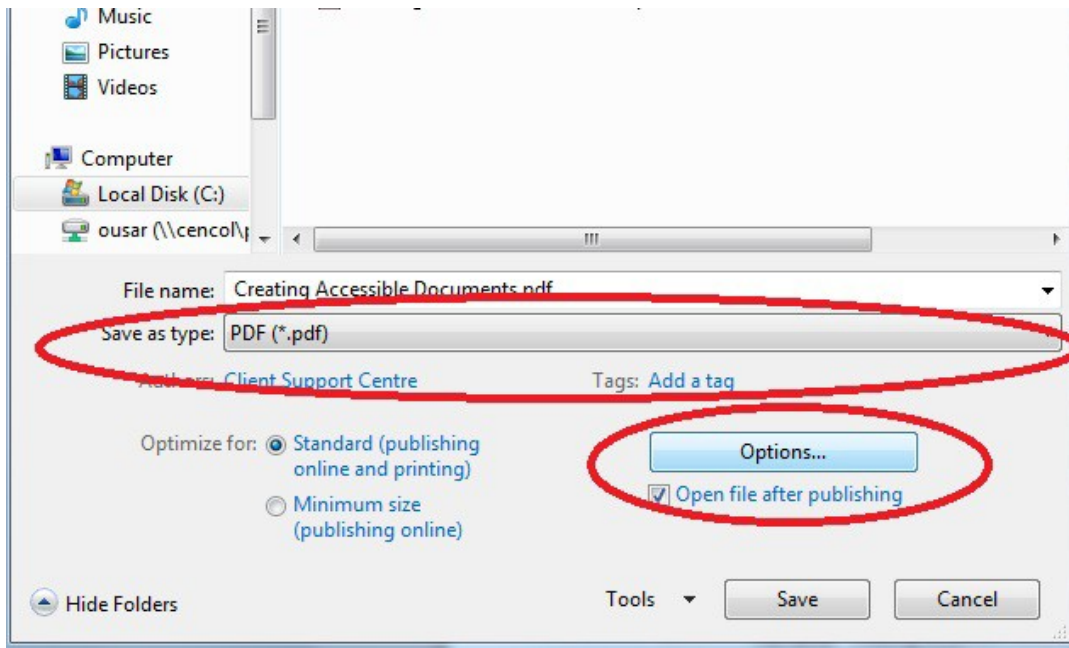 Music
Pictures
Videos
Computer
Local Disk (C:)
ousar (\\cencol\
File name: Creating Accessible Documents.pdf
Save as type: PDF (*.pdf)
Authors: Client Support Centre Tags: Add a tag
Optimize for: Standard (publishing
online and printing)
Options...
Open file after publishing
Minimum size
(publishing online)
Hide Folders Tools Save Cancel